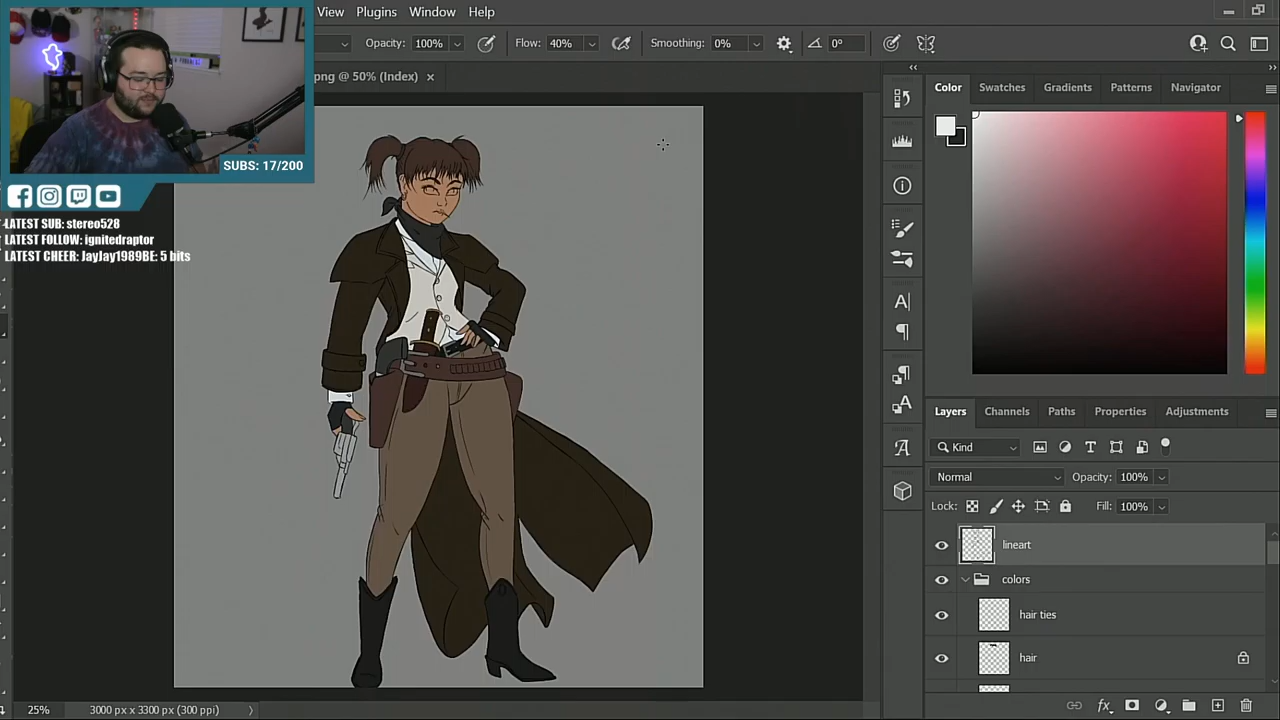 View Plugins Window Help
Opacity: 100% Flow: 40% Smoothing: 0% 0°
png @ 50% (Index)
SUBS: 17/200
LATEST SUB: stereo528
LATEST FOLLOW: ignitedraptor
LATEST CHEER: JayJay1989BE: 5 bits
Color Swatches Gradients Patterns Navigator
Layers Channels Paths Properties Adjustments
Kind
Normal Opacity: 100%
Lock: Fill: 100%
lineart
colors
hair ties
hair
25% 3000 px x 3300 px (300 ppi)